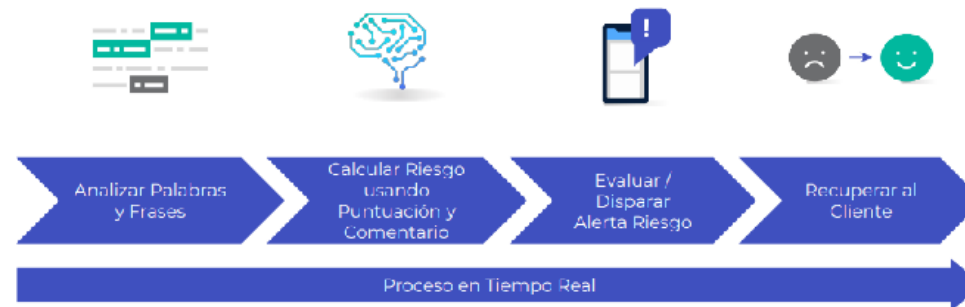 !
Analizar Palabras
y Frases
Calcular Riesgo
usando
Puntuación y
Comentario
Evaluar /
Disparar
Alerta Riesgo
Recuperar al
Cliente
Proceso en Tiempo Real